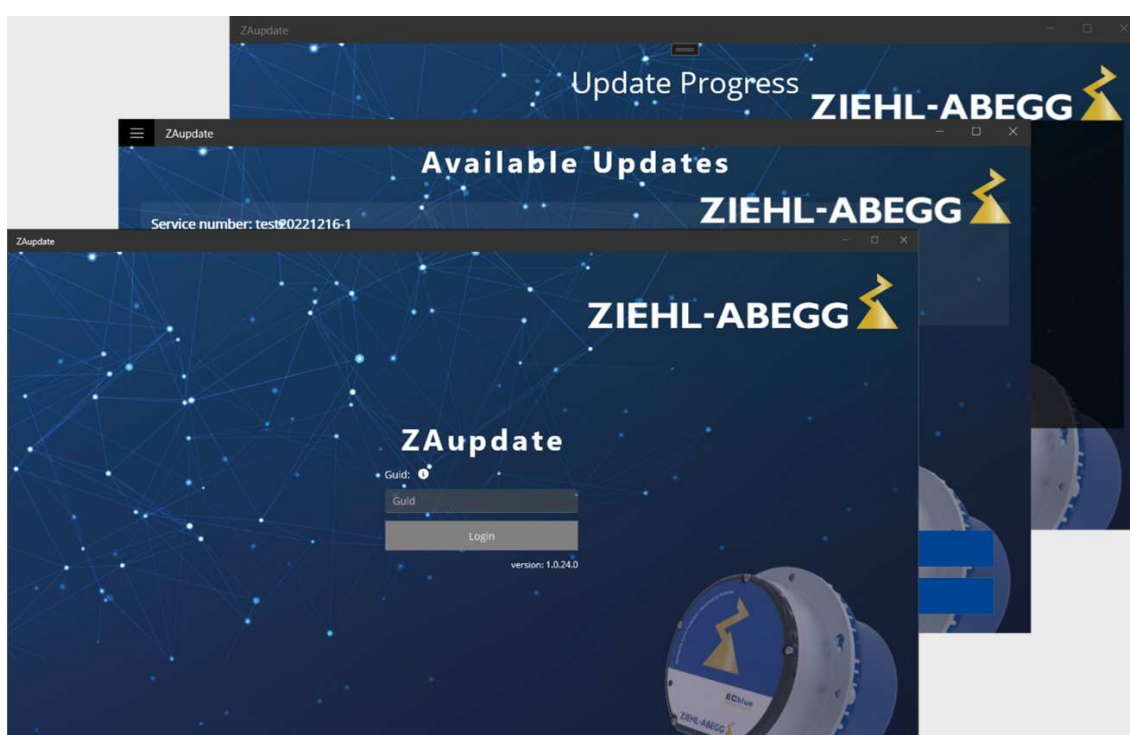 ZAupdate
Update Progress
ZIEHL-ABEGG
ZAupdate
Available Updates
ZIEHL-ABEGG
Service number: test20221216-1
ZAupdate
ZIEHL-ABEGG
ZAupdate
Guid:
Guid
Login
version: 1.0.24.0
ECblue
ZIEHL-ABEGG